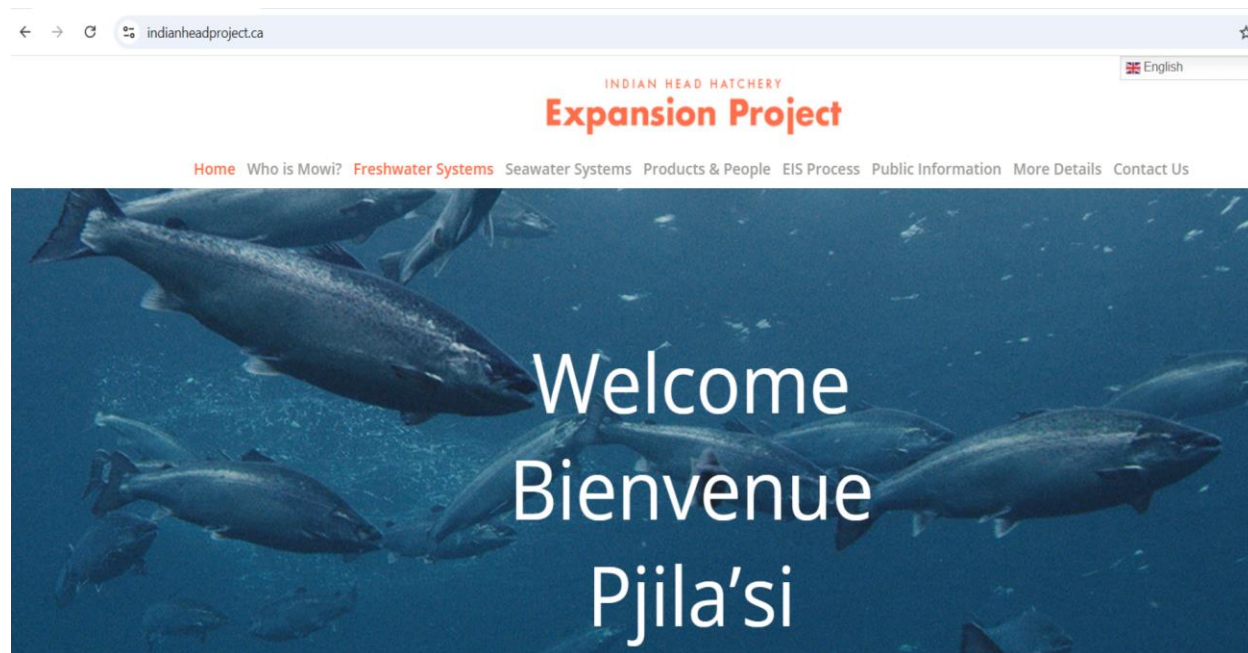 indianheadproject.ca
English
INDIAN HEAD HATCHERY
Expansion Project
Home Who is Mowi? Freshwater Systems Seawater Systems Products & People EIS Process Public Information More Details Contact Us
Welcome
Bienvenue
Pjila’si